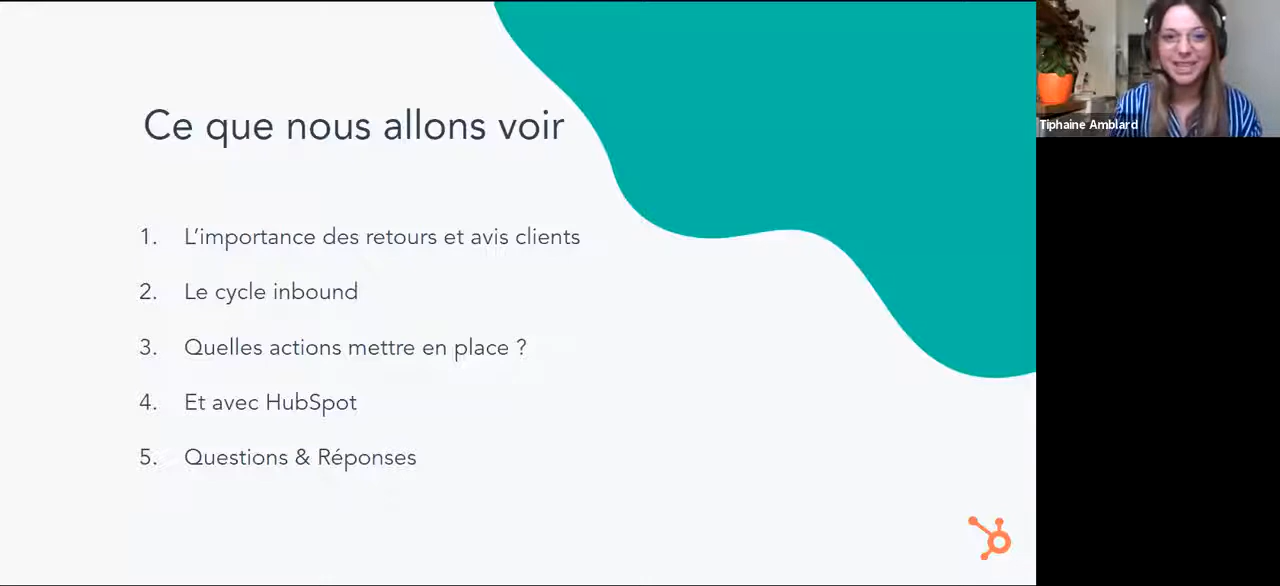 Ce que nous allons voir
1. L’importance des retours et avis clients
2. Le cycle inbound
3. Quelles actions mettre en place ?
4. Et avec HubSpot
5. Questions & Réponses
Tiphaine Amblard